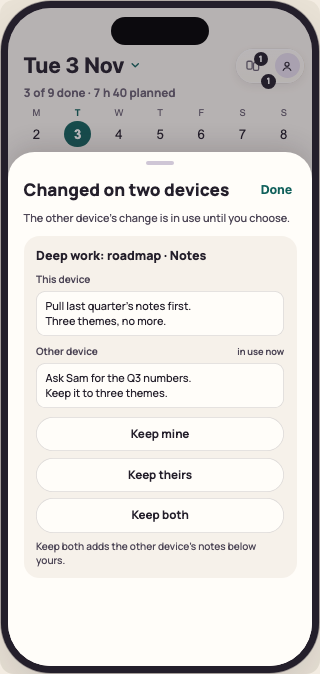 Tue 3 Nov
1
1
3 of 9 done · 7 h 40 planned
M T W T F S S
2 3 4 5 6 7 8
Changed on two devices
Done
The other device's change is in use until you choose.
Deep work: roadmap · Notes
This device
Pull last quarter's notes first.
Three themes, no more.
Other device
in use now
Ask Sam for the Q3 numbers.
Keep it to three themes.
Keep mine
Keep theirs
Keep both
Keep both adds the other device's notes below
yours.